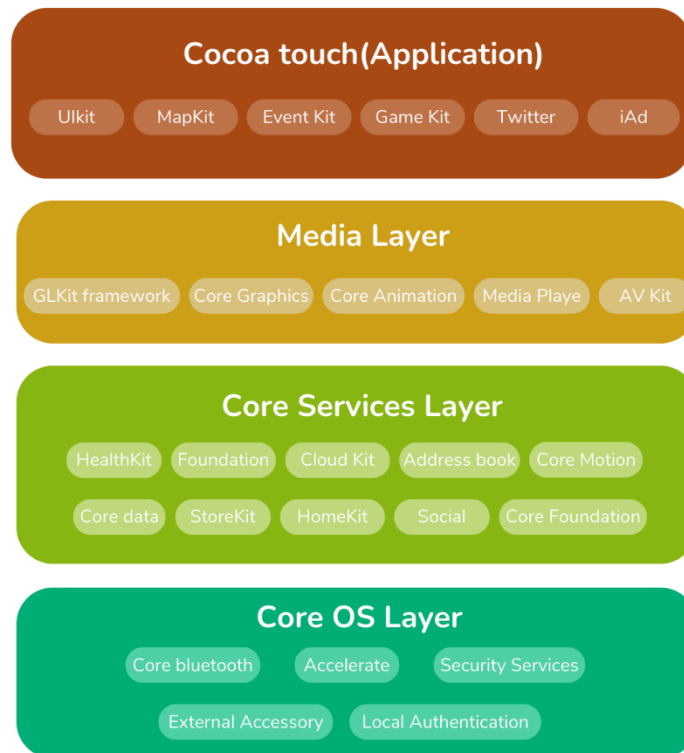 Cocoa touch(Application)
UIkit MapKit Event Kit Game Kit Twitter iAd
Media Layer
GLKit framework Core Graphics Core Animation Media Playe AV Kit
Core Services Layer
HealthKit Foundation Cloud Kit Address book Core Motion
Core data StoreKit HomeKit Social Core Foundation
Core OS Layer
Core bluetooth Accelerate Security Services
External Accessory Local Authentication